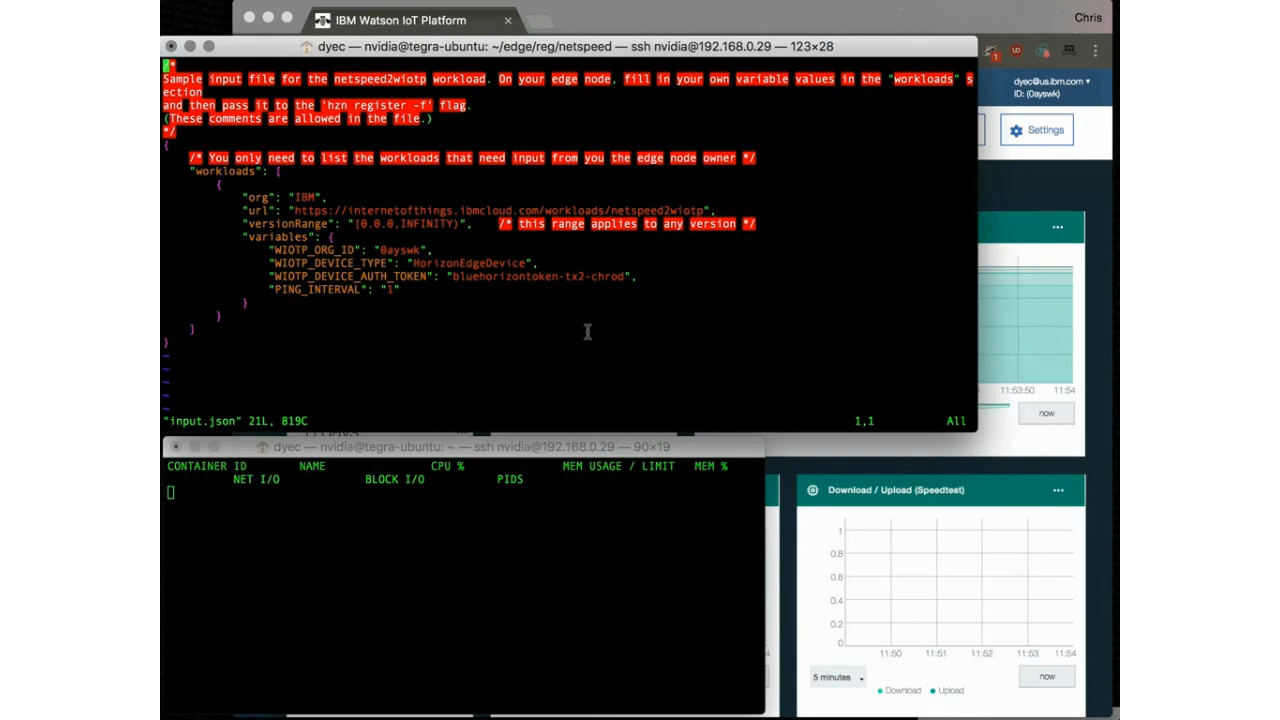 IBM Watson IoT Platform
Chris
dyec — nvidia@tegra-ubuntu: ~/edge/reg/netspeed — ssh nvidia@192.168.0.29 — 123×28
/*
Sample input file for the netspeed2wiotp workload. On your edge node, fill in your own variable values in the "workloads" s
ection
and then pass it to the 'hzn register -f' flag.
(These comments are allowed in the file.)
*/
{
/* You only need to list the workloads that need input from you the edge node owner */
"workloads": [
{
"org": "IBM",
"url": "https://internetofthings.ibmcloud.com/workloads/netspeed2wiotp",
"versionRange": "[0.0.0,INFINITY)", /* this range applies to any version */
"variables": {
"WIOTP_ORG_ID": "0ayswk",
"WIOTP_DEVICE_TYPE": "HorizonEdgeDevice",
"WIOTP_DEVICE_AUTH_TOKEN": "bluehorizontoken-tx2-chrod",
"PING_INTERVAL": "1"
}
}
]
}
~
~
~
~
~
"input.json" 21L, 819C 1,1 All
dyec@us.ibm.com
ID: (0ayswk)
Settings
11:53:50 11:54
now
dyec — nvidia@tegra-ubuntu: ~ — ssh nvidia@192.168.0.29 — 90×19
CONTAINER ID NAME CPU % MEM USAGE / LIMIT MEM %
NET I/O BLOCK I/O PIDS
Download / Upload (Speedtest)
1
0.8
0.6
0.4
0.2
0
11:50 11:51 11:52 11:53 11:54
5 minutes now
Download Upload